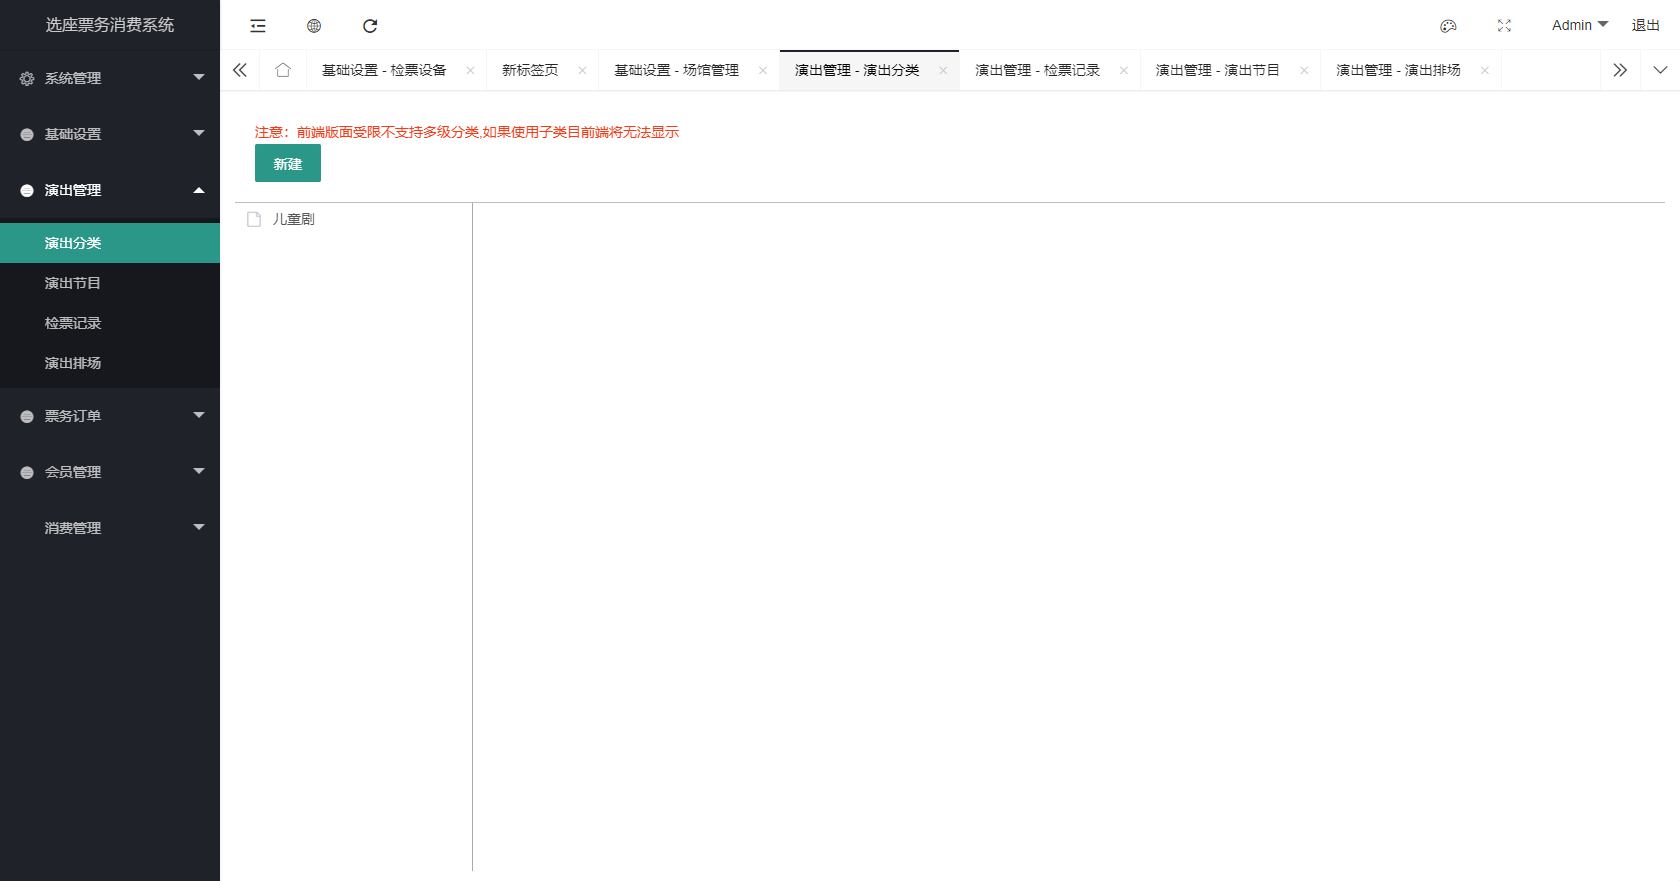 选座票务消费系统
Admin
退出
基础设置 - 检票设备
新标签页
基础设置 - 场馆管理
演出管理 - 演出分类
演出管理 - 检票记录
演出管理 - 演出节目
演出管理 - 演出排场
系统管理
基础设置
演出管理
演出分类
演出节目
检票记录
演出排场
票务订单
会员管理
消费管理
注意：前端版面受限不支持多级分类,如果使用子类目前端将无法显示
新建
儿童剧